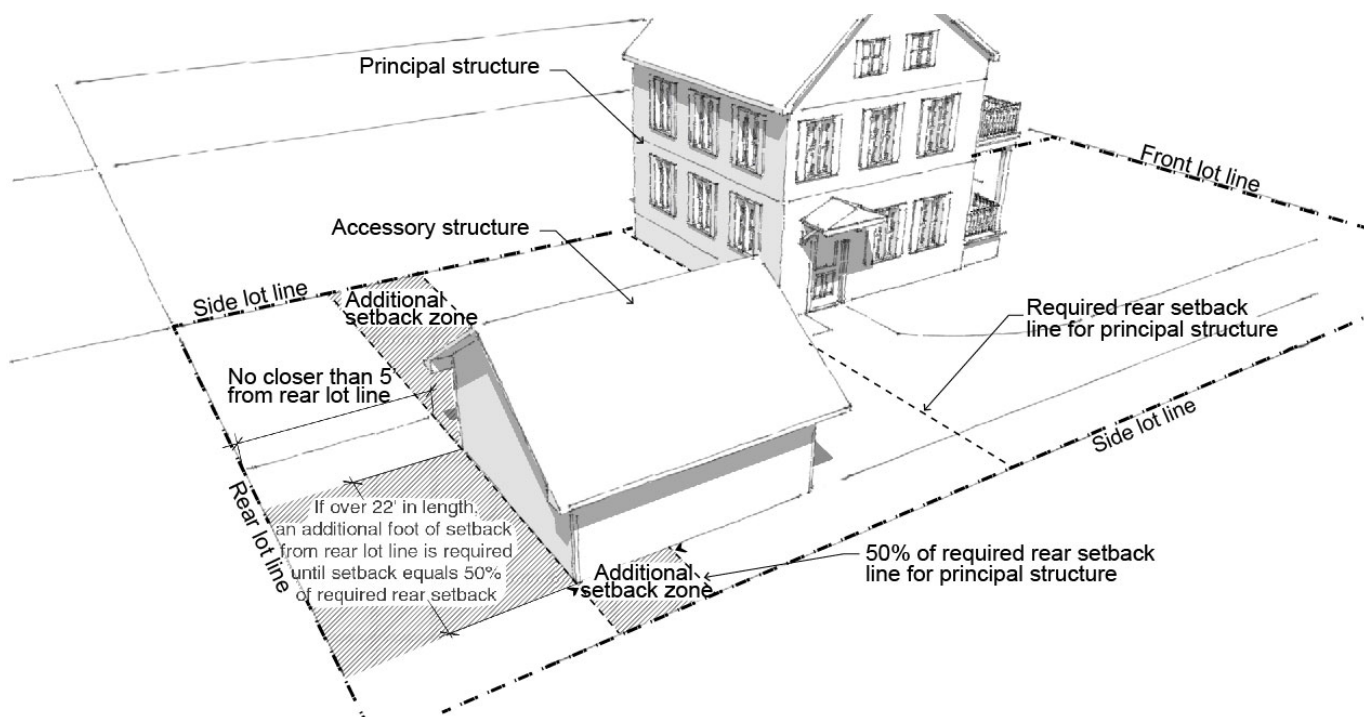 Principal structure
Front lot line
Accessory structure
Side lot line
Additional
setback zone
Required rear setback
line for principal structure
No closer than 5'
from rear lot line
Side lot line
Rear lot line
If over 22' in length,
an additional foot of setback
from rear lot line is required
until setback equals 50%
of required rear setback
Additional
setback zone
50% of required rear setback
line for principal structure